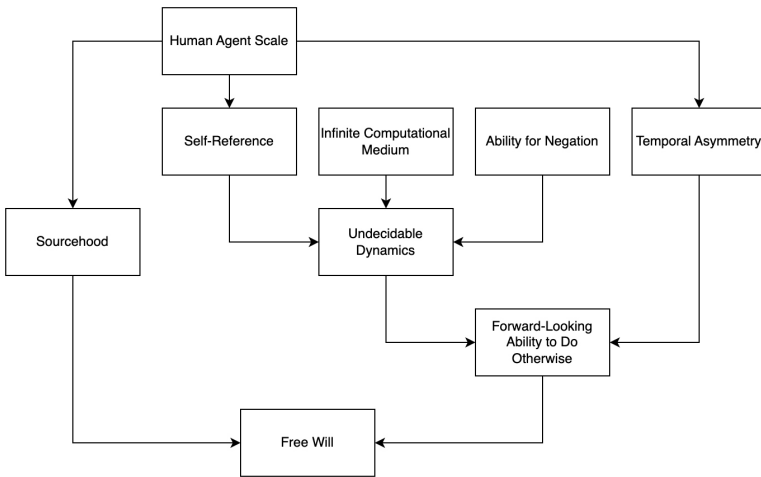 Human Agent Scale
Self-Reference
Infinite Computational
Medium
Ability for Negation
Temporal Asymmetry
Sourcehood
Undecidable
Dynamics
Forward-Looking
Ability to Do
Otherwise
Free Will